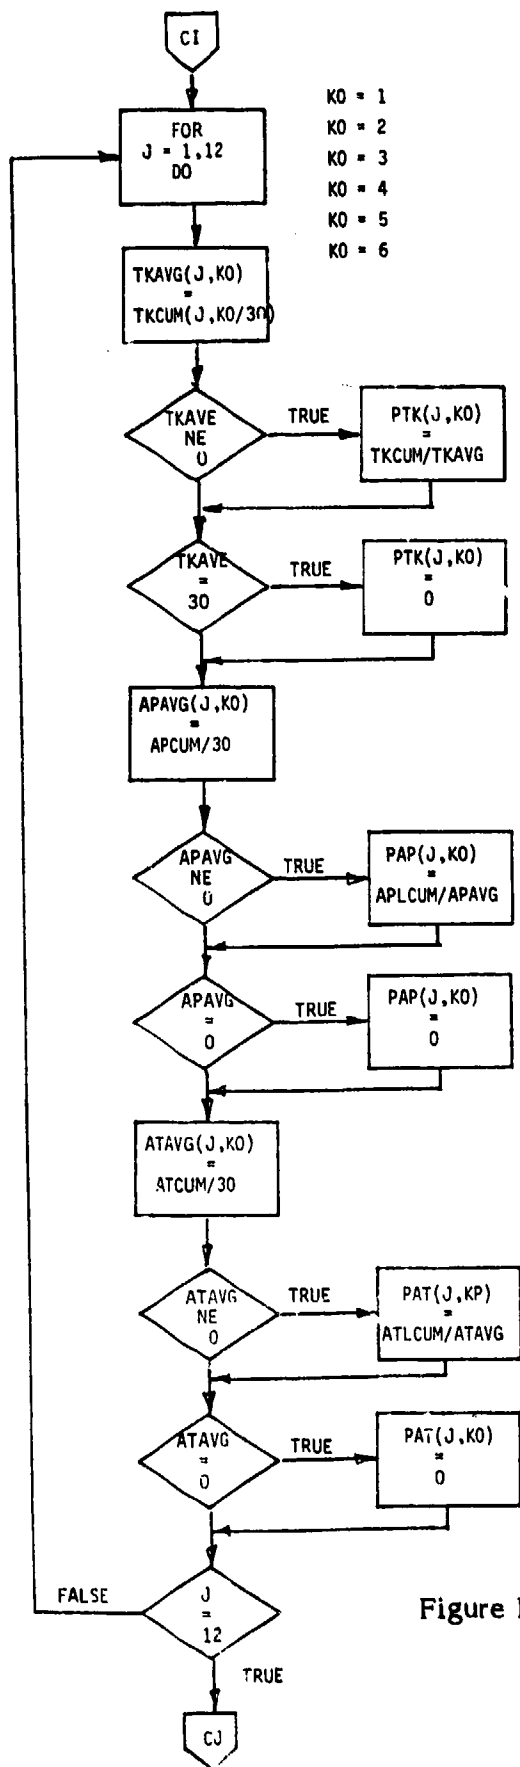 CI
KO = 1
KO = 2
KO = 3
KO = 4
KO = 5
KO = 6
FOR
J = 1,12
DO
TKAVG(J,KO)
=
TKCUM(J,KO/30)
TKAVE
NE
0
TRUE
PTK(J,KO)
=
TKCUM/TKAVG
TKAVE
=
30
TRUE
PTK(J,KO)
=
0
APAVG(J,KO)
=
APCUM/30
APAVG
NE
0
TRUE
PAP(J,KO)
=
APLCUM/APAVG
APAVG
=
0
TRUE
PAP(J,KO)
=
0
ATAVG(J,KO)
=
ATCUM/30
ATAVG
NE
0
TRUE
PAT(J,KP)
=
ATLCUM/ATAVG
ATAVG
=
0
TRUE
PAT(J,KO)
=
0
FALSE
J
=
12
Figure
TRUE
CJ